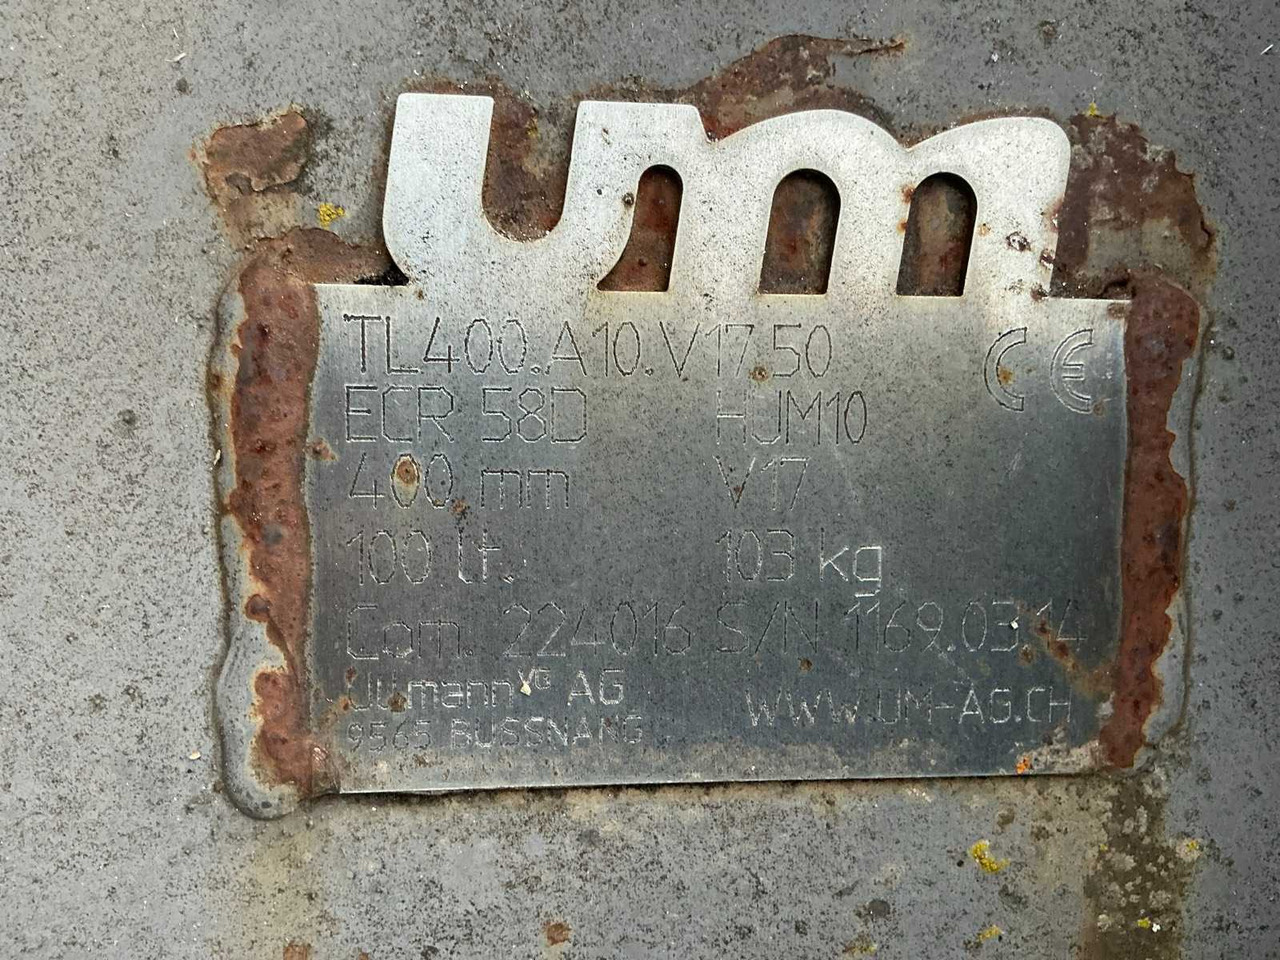 um
TL400.A10.V17.50 CE
ECR 58D HUM10
400 mm V17
100 lt. 103 kg
Com. 224016 S/N 1169.03.14
Ullmann AG WWW.UM-AG.CH
9565 BUSSNANG